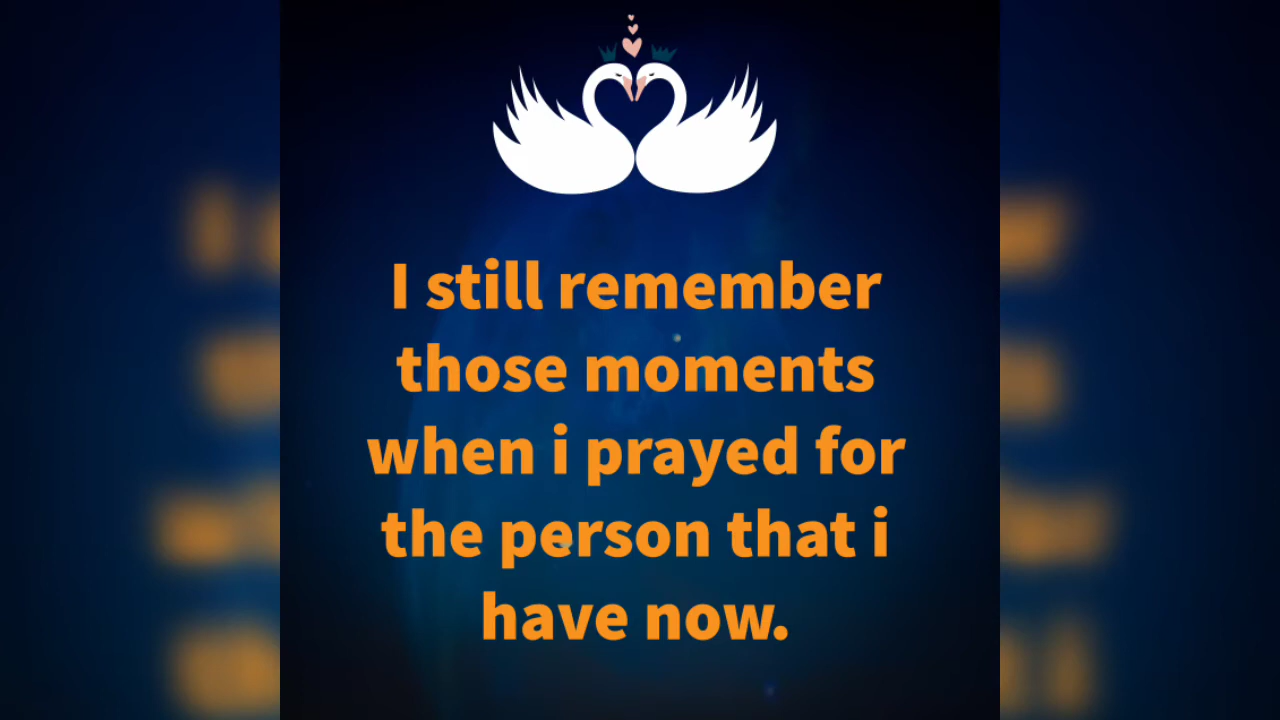 I still remember
those moments
when i prayed for
the person that i
have now.